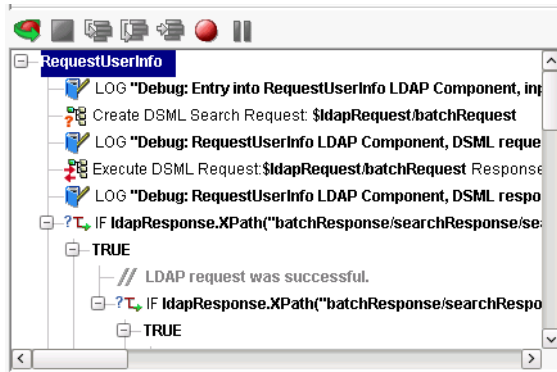 RequestUserInfo
LOG "Debug: Entry into RequestUserInfo LDAP Component, inp
Create DSML Search Request: $ldapRequest/batchRequest
LOG "Debug: RequestUserInfo LDAP Component, DSML reque
Execute DSML Request:$ldapRequest/batchRequest Response
LOG "Debug: RequestUserInfo LDAP Component, DSML respo
IF ldapResponse.XPath("batchResponse/searchResponse/se
TRUE
// LDAP request was successful.
IF ldapResponse.XPath("batchResponse/searchRespo
TRUE